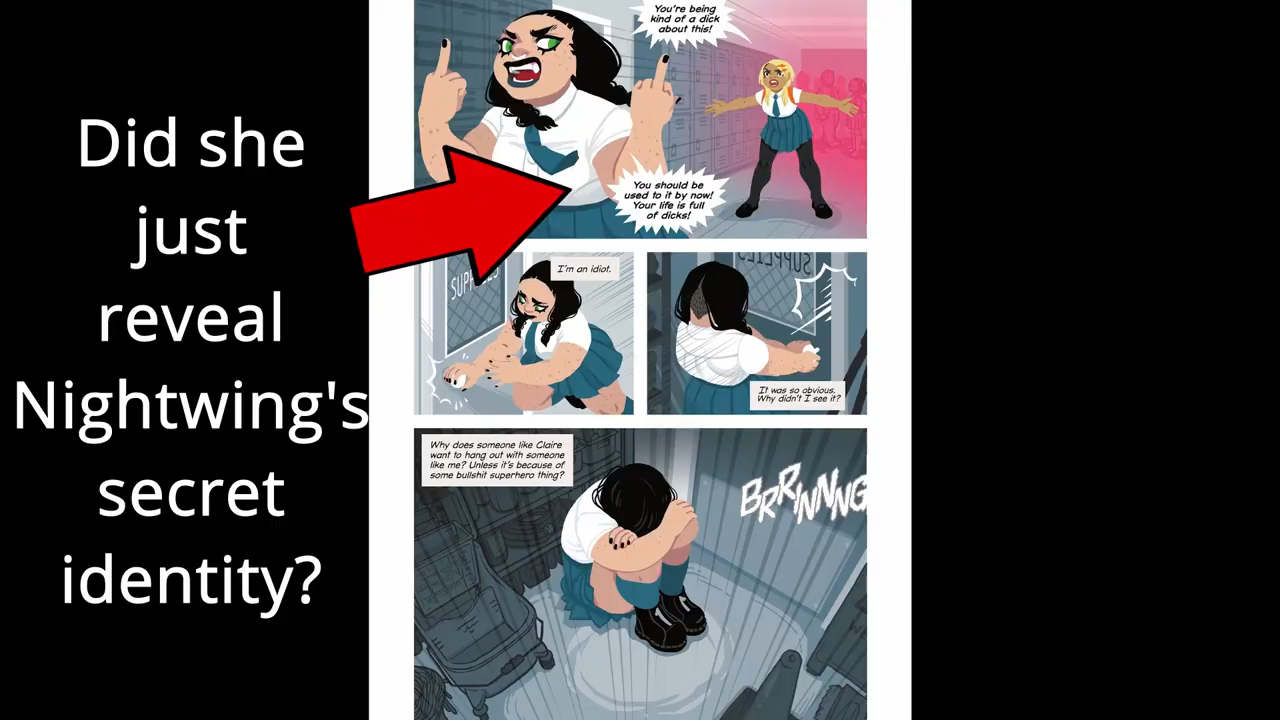 Did she
just
reveal
Nightwing's
secret
identity?
You're being
kind of a dick
about this!
You should be
used to it by now!
Your life is full
of dicks!
SUPPLIES
I'm an idiot.
SUPPLIES
It was so obvious.
Why didn't I see it?
Why does someone like Claire
want to hang out with someone
like me? Unless it's because of
some bullshit superhero thing?
BRRINNNG